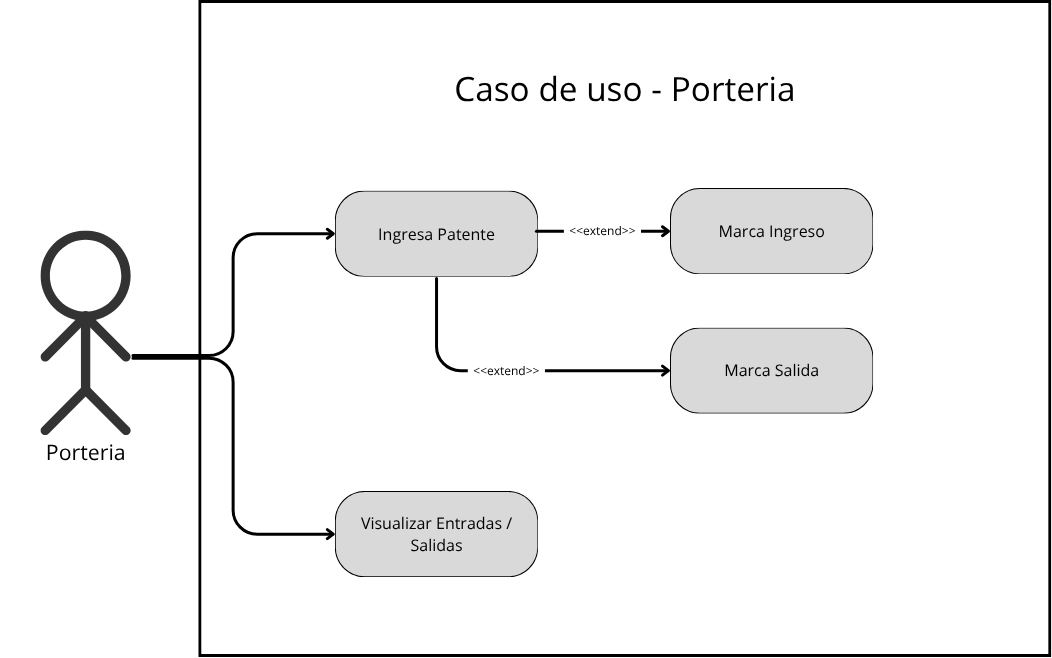 Caso de uso - Porteria
Ingresa Patente
<<extend>>
Marca Ingreso
<<extend>>
Marca Salida
Porteria
Visualizar Entradas /
Salidas